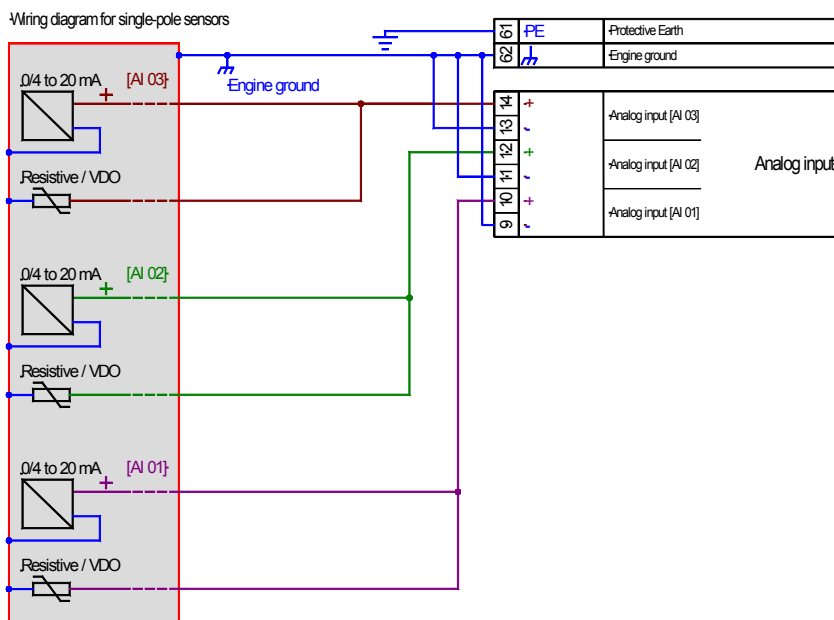 Wiring diagram for single-pole sensors
61 PE Protective Earth
62 Engine ground
Engine ground
0/4 to 20 mA + [AI 03]
Resistive / VDO
14 + Analog input [AI 03]
13 -
12 + Analog input [AI 02]
11 -
10 + Analog input [AI 01]
9 -
Analog input
0/4 to 20 mA + [AI 02]
Resistive / VDO
0/4 to 20 mA + [AI 01]
Resistive / VDO